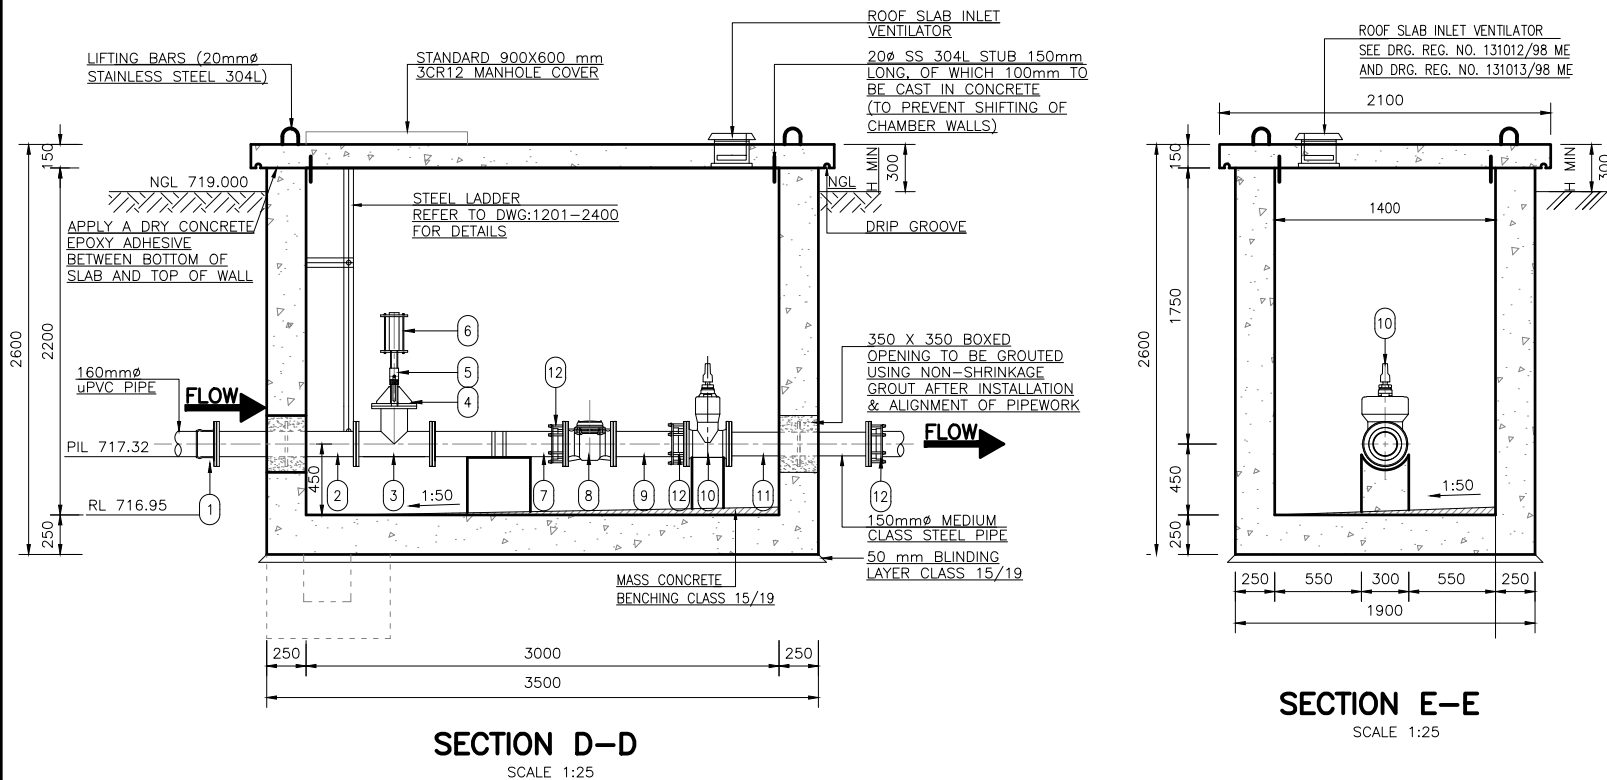 LIFTING BARS (20mmø
STAINLESS STEEL 304L)
STANDARD 900X600 mm
3CR12 MANHOLE COVER
ROOF SLAB INLET
VENTILATOR
20ø SS 304L STUB 150mm
LONG, OF WHICH 100mm TO
BE CAST IN CONCRETE
(TO PREVENT SHIFTING OF
CHAMBER WALLS)
150
2200
2600
250
NGL 719.000
APPLY A DRY CONCRETE
EPOXY ADHESIVE
BETWEEN BOTTOM OF
SLAB AND TOP OF WALL
STEEL LADDER
REFER TO DWG:1201-2400
FOR DETAILS
H MIN
300
NGL
DRIP GROOVE
160mmø
uPVC PIPE
FLOW
PIL 717.32
RL 716.95
6
5
4
12
350 X 350 BOXED
OPENING TO BE GROUTED
USING NON-SHRINKAGE
GROUT AFTER INSTALLATION
& ALIGNMENT OF PIPEWORK
FLOW
450
1
2
3
1:50
7
8
9
12
10
11
12
150mmø MEDIUM
CLASS STEEL PIPE
50 mm BLINDING
LAYER CLASS 15/19
MASS CONCRETE
BENCHING CLASS 15/19
250
3000
250
3500
SECTION D-D
SCALE 1:25
ROOF SLAB INLET VENTILATOR
SEE DRG. REG. NO. 131012/98 ME
AND DRG. REG. NO. 131013/98 ME
2100
150
1750
2600
450
250
H MIN
300
1400
10
1:50
250
550
300
550
250
1900
SECTION E-E
SCALE 1:25